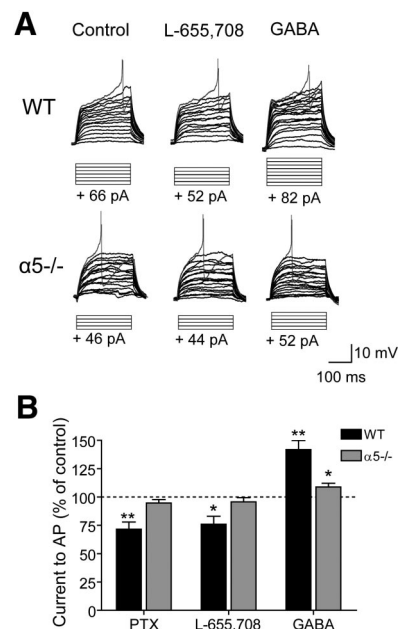 A
Control L-655,708 GABA
WT
+ 66 pA + 52 pA + 82 pA
α5-/-
+ 46 pA + 44 pA + 52 pA
10 mV
100 ms
B
Current to AP (% of control)
150
125
100
75
50
25
0
** * ** *
** *
WT
α5-/-
PTX L-655,708 GABA